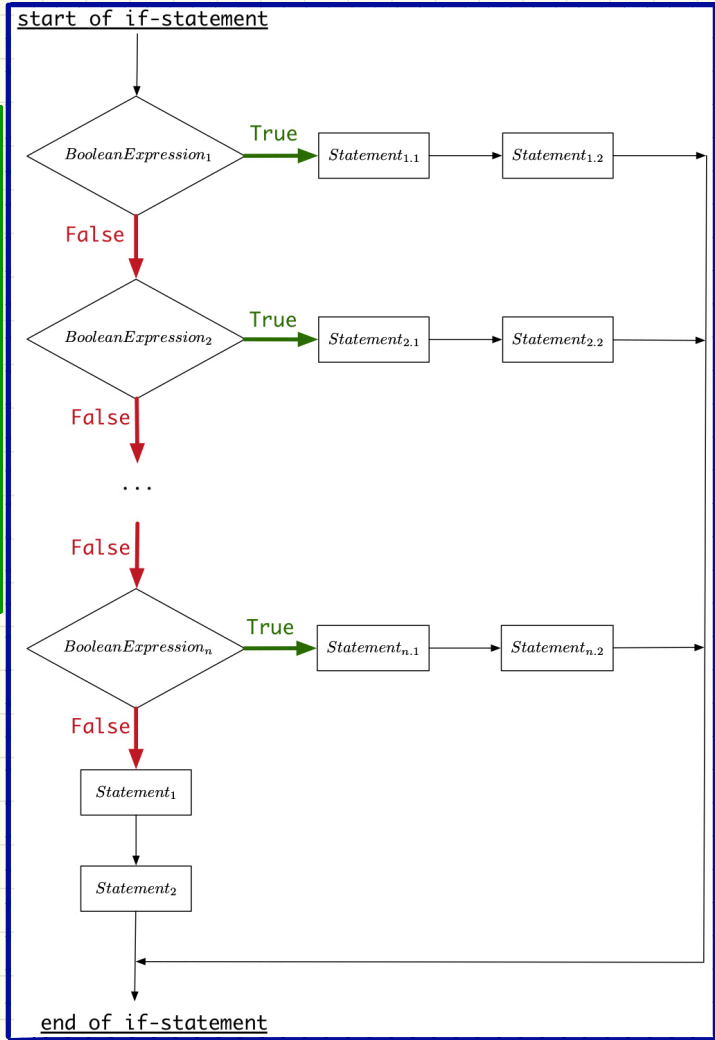 start of if-statement
True
BooleanExpression₁
Statement₁.₁
Statement₁.₂
False
True
BooleanExpression₂
Statement₂.₁
Statement₂.₂
False
...
False
True
BooleanExpressionₙ
Statementₙ.₁
Statementₙ.₂
False
Statement₁
Statement₂
end of if-statement